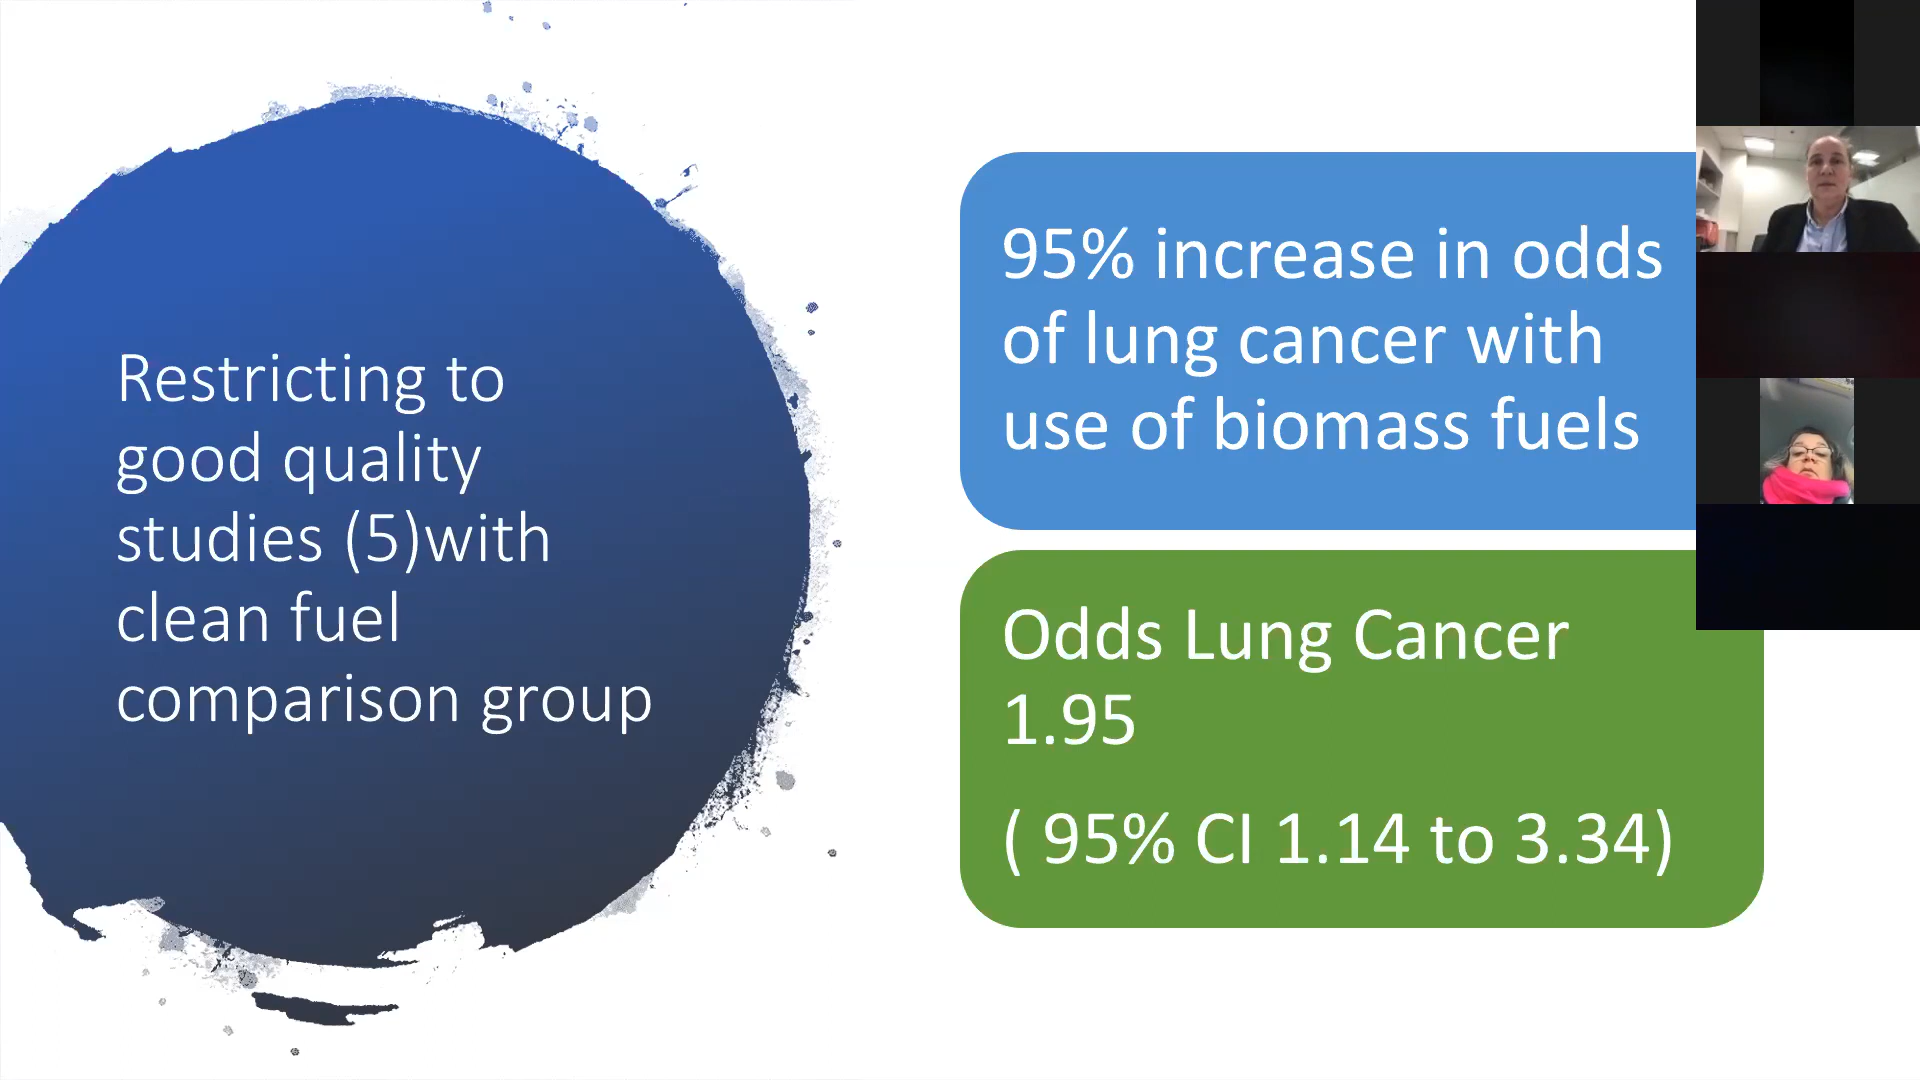 Restricting to
good quality
studies (5)with
clean fuel
comparison group
95% increase in odds
of lung cancer with
use of biomass fuels
Odds Lung Cancer
1.95
( 95% CI 1.14 to 3.34)